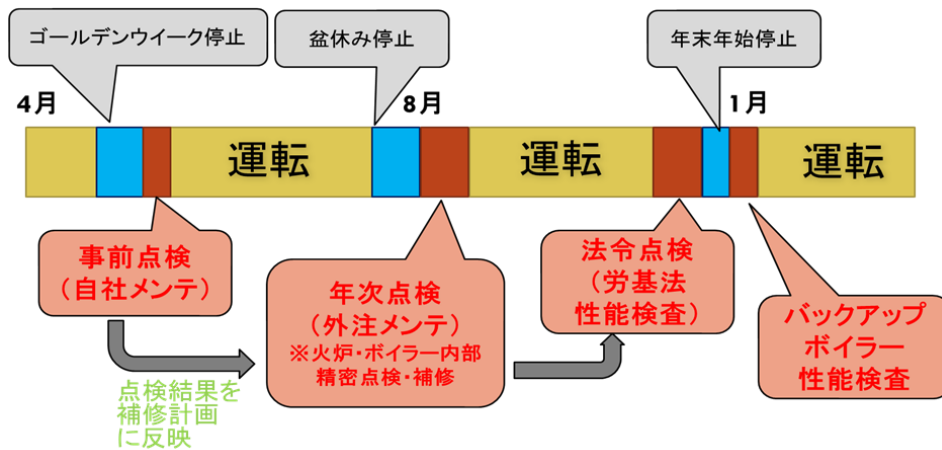 ゴールデンウイーク停止
盆休み停止
年末年始停止
4月
8月
1月
運転
運転
運転
事前点検
（自社メンテ）
年次点検
（外注メンテ）
※火炉・ボイラー内部
精密点検・補修
法令点検
（労基法
性能検査）
バックアップ
ボイラー
性能検査
点検結果を
補修計画
に反映